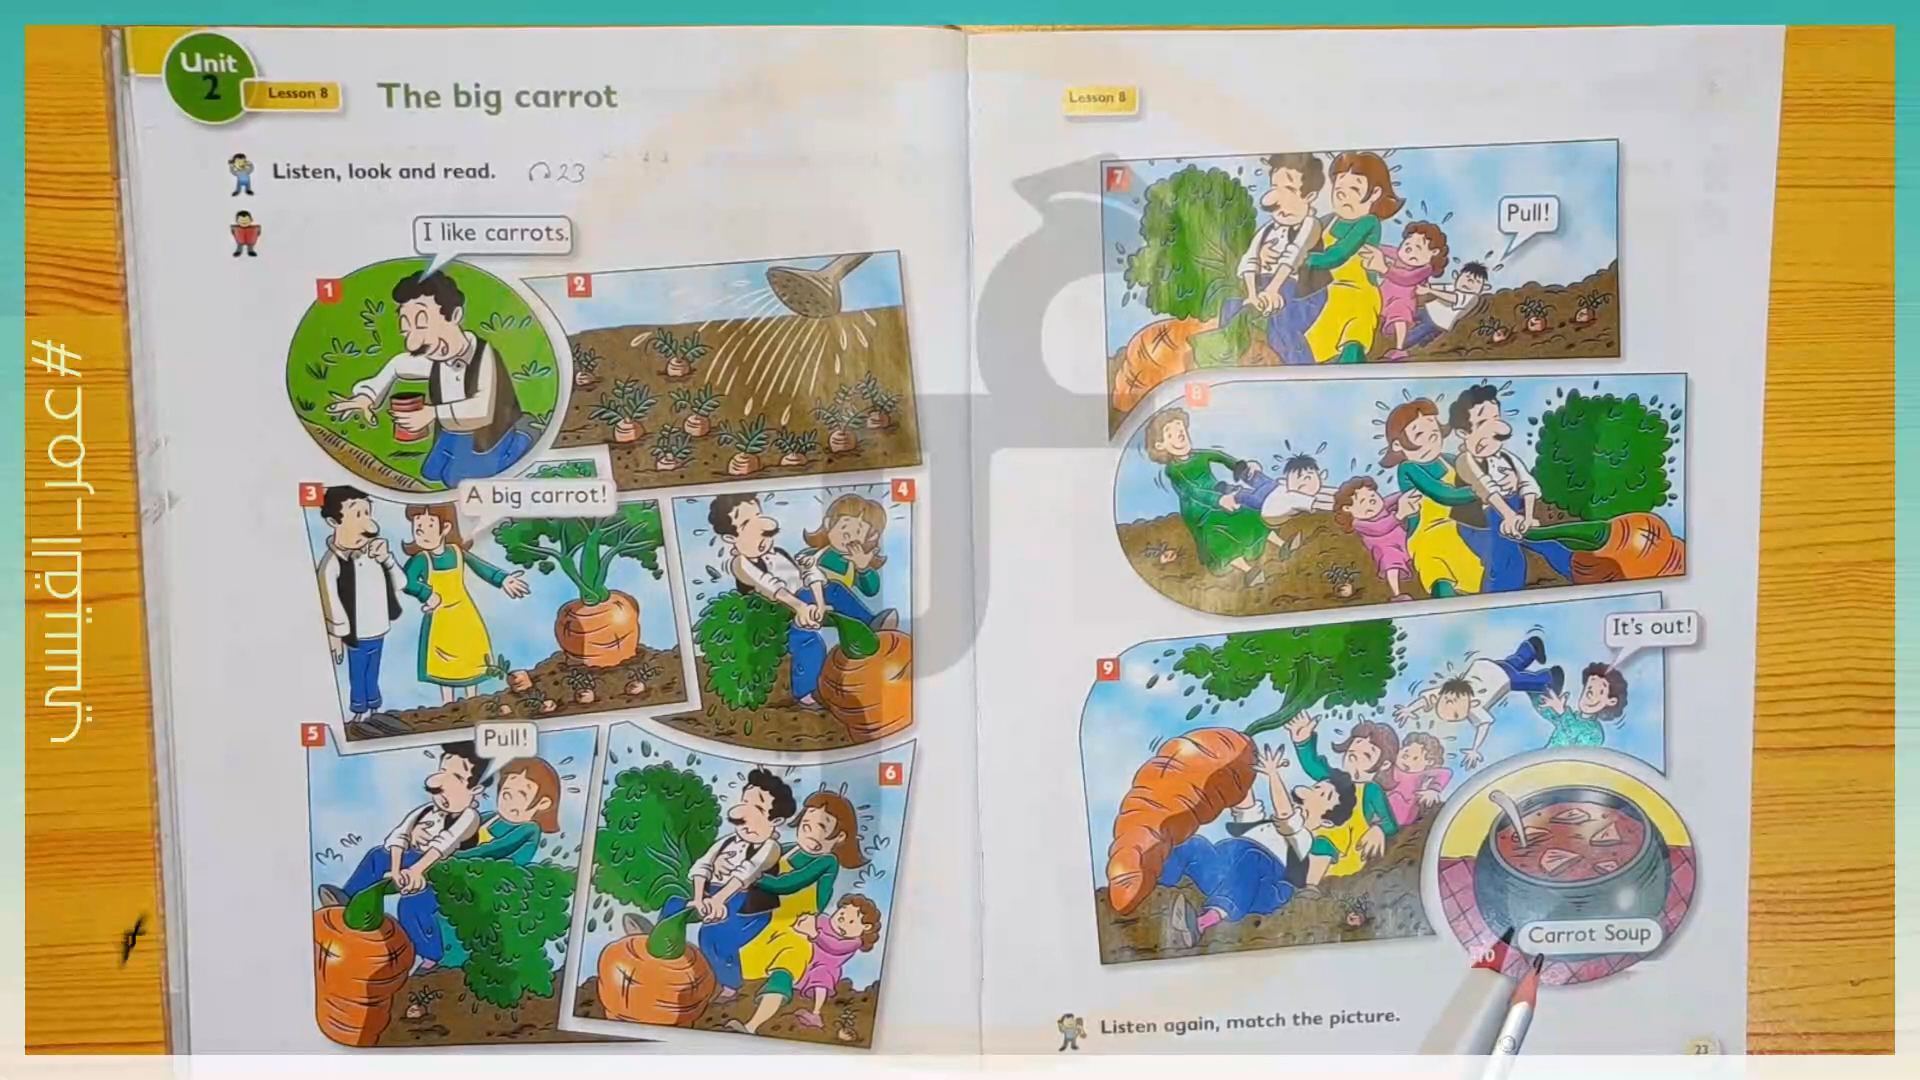 Unit
2
Lesson 8
The big carrot
Listen, look and read. 23
I like carrots.
1
2
3
A big carrot!
4
5
Pull!
6
Lesson 8
7
Pull!
8
9
It's out!
Carrot Soup
10
Listen again, match the picture.
23
#عمر_القيسي